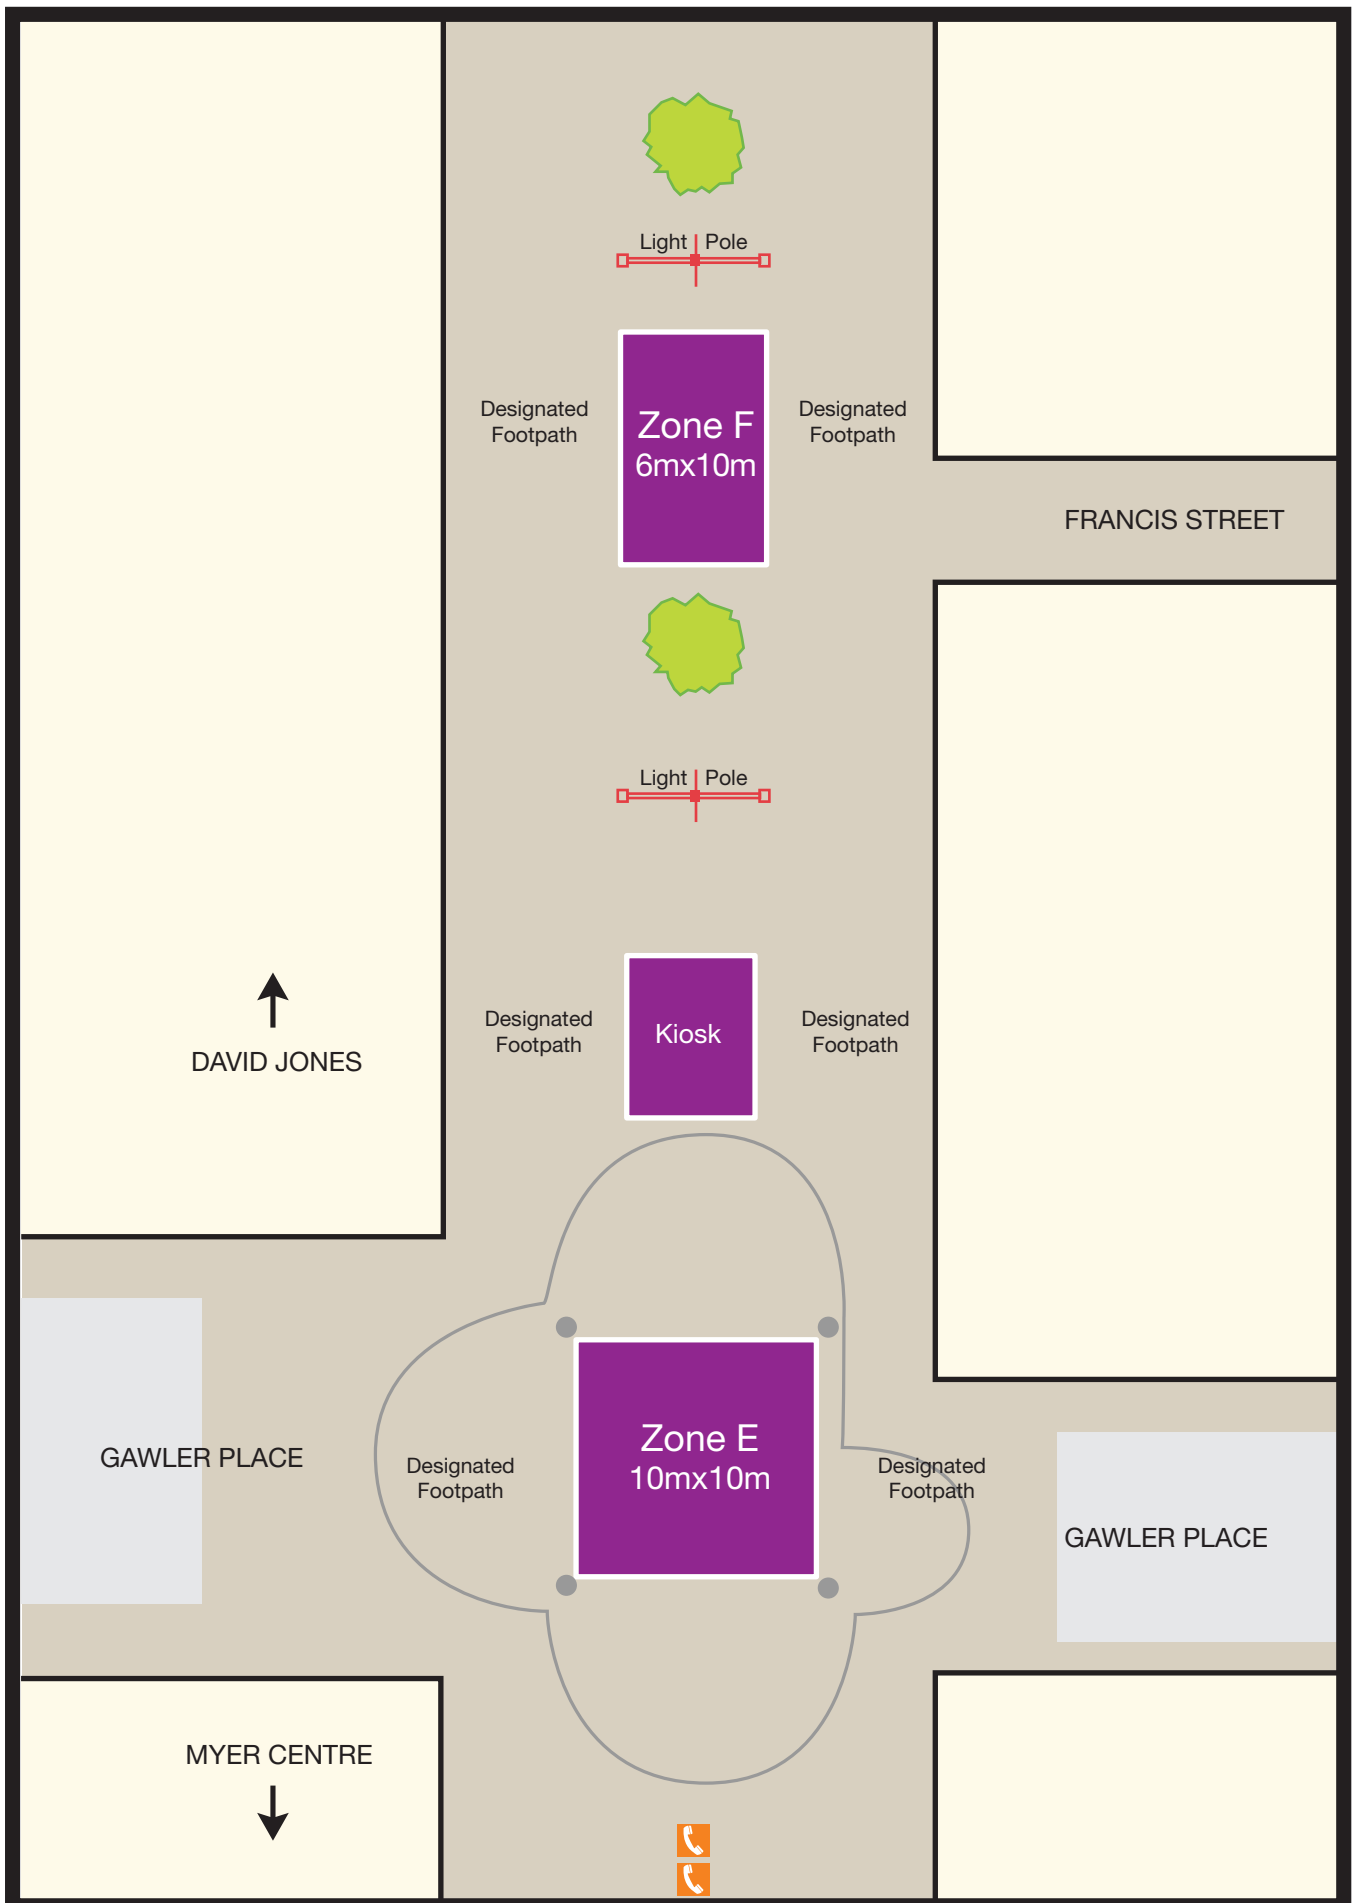 Light Pole
Designated
Footpath
Zone F
6mx10m
Designated
Footpath
FRANCIS STREET
Light Pole
Designated
Footpath
Kiosk
Designated
Footpath
DAVID JONES
GAWLER PLACE
Designated
Footpath
Zone E
10mx10m
Designated
Footpath
GAWLER PLACE
MYER CENTRE